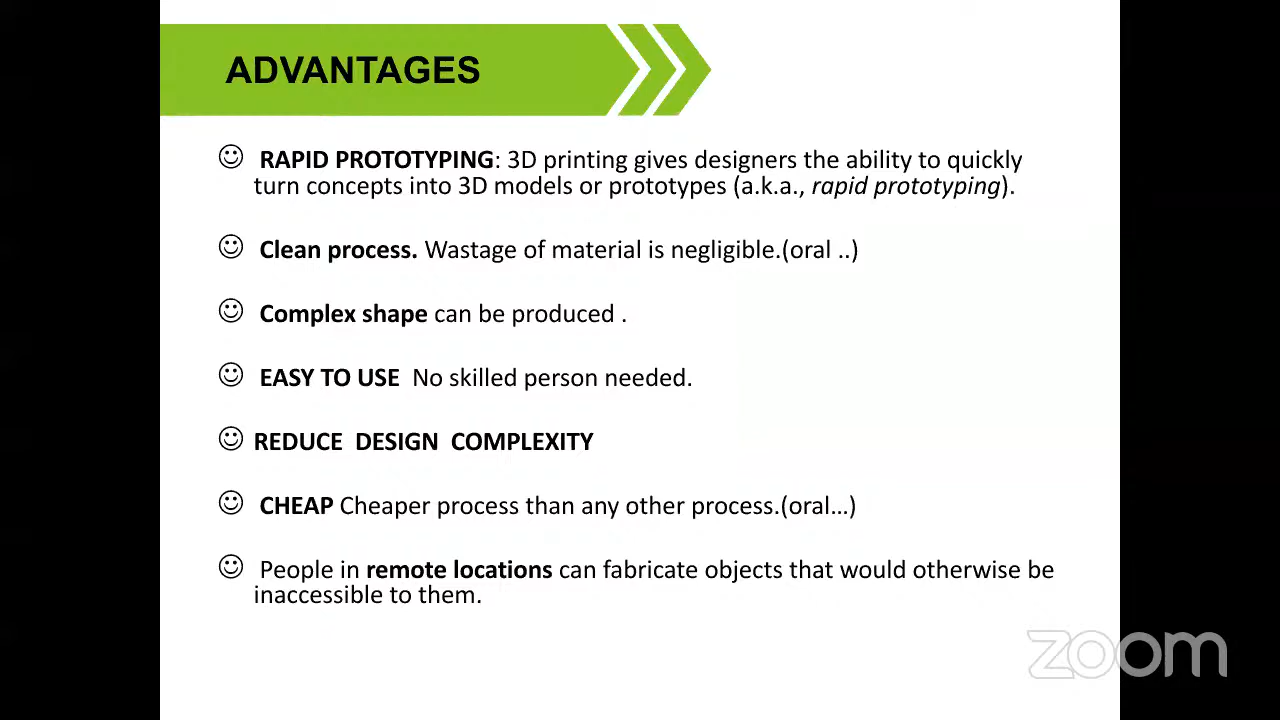 ADVANTAGES
RAPID PROTOTYPING: 3D printing gives designers the ability to quickly
turn concepts into 3D models or prototypes (a.k.a., rapid prototyping).
Clean process. Wastage of material is negligible.(oral ..)
Complex shape can be produced .
EASY TO USE  No skilled person needed.
REDUCE  DESIGN  COMPLEXITY
CHEAP Cheaper process than any other process.(oral...)
People in remote locations can fabricate objects that would otherwise be
inaccessible to them.
zoom